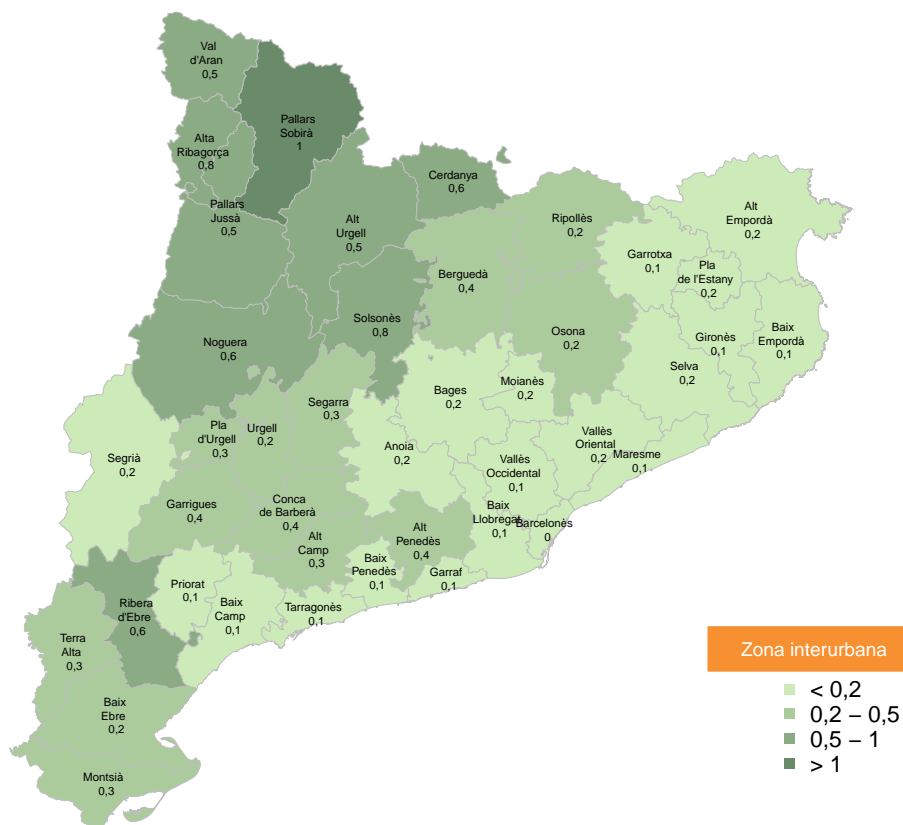 Val
d'Aran
0,5
Pallars
Sobirà
1
Alta
Ribagorça
0,8
Cerdanya
0,6
Pallars
Jussà
0,5
Alt
Urgell
0,5
Ripollès
0,2
Alt
Empordà
0,2
Garrotxa
0,1
Pla
de l'Estany
0,2
Berguedà
0,4
Solsonès
0,8
Noguera
0,6
Osona
0,2
Gironès
0,1
Baix
Empordà
0,1
Selva
0,2
Bages
0,2
Moianès
0,2
Segarra
0,3
Urgell
0,2
Pla
d'Urgell
0,3
Segrià
0,2
Anoia
0,2
Vallès
Oriental
0,2
Maresme
0,1
Vallès
Occidental
0,1
Garrigues
0,4
Conca
de Barberà
0,4
Baix
Llobregat
0,1
Barcelonès
0
Alt
Penedès
0,4
Alt
Camp
0,3
Baix
Penedès
0,1
Garraf
0,1
Priorat
0,1
Baix
Camp
0,1
Tarragonès
0,1
Ribera
d'Ebre
0,6
Terra
Alta
0,3
Baix
Ebre
0,2
Montsià
0,3
Zona interurbana
< 0,2
0,2 – 0,5
0,5 – 1
> 1